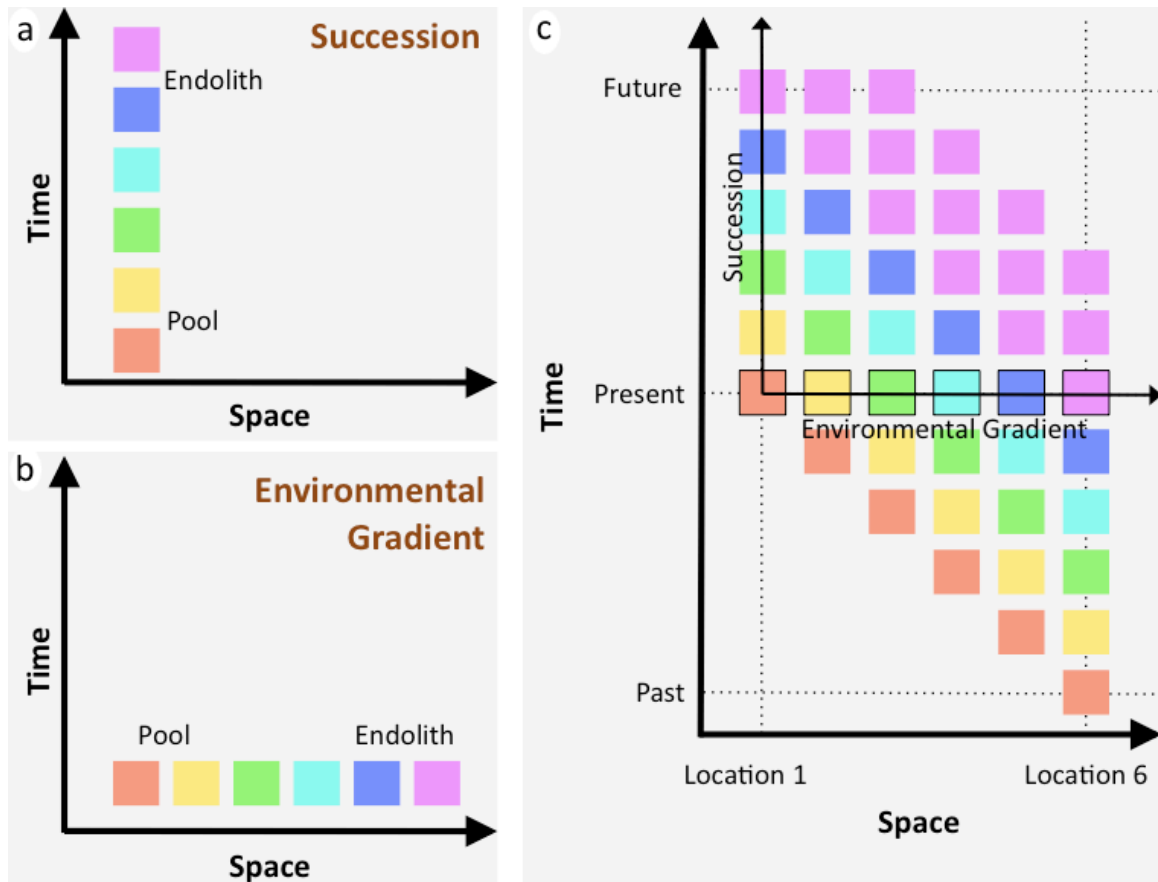 a
Succession
Endolith
Pool
Time
Space
b
Environmental
Gradient
Pool
Endolith
Time
Space
c
Future
Succession
Present
Environmental Gradient
Time
Past
Location 1
Location 6
Space